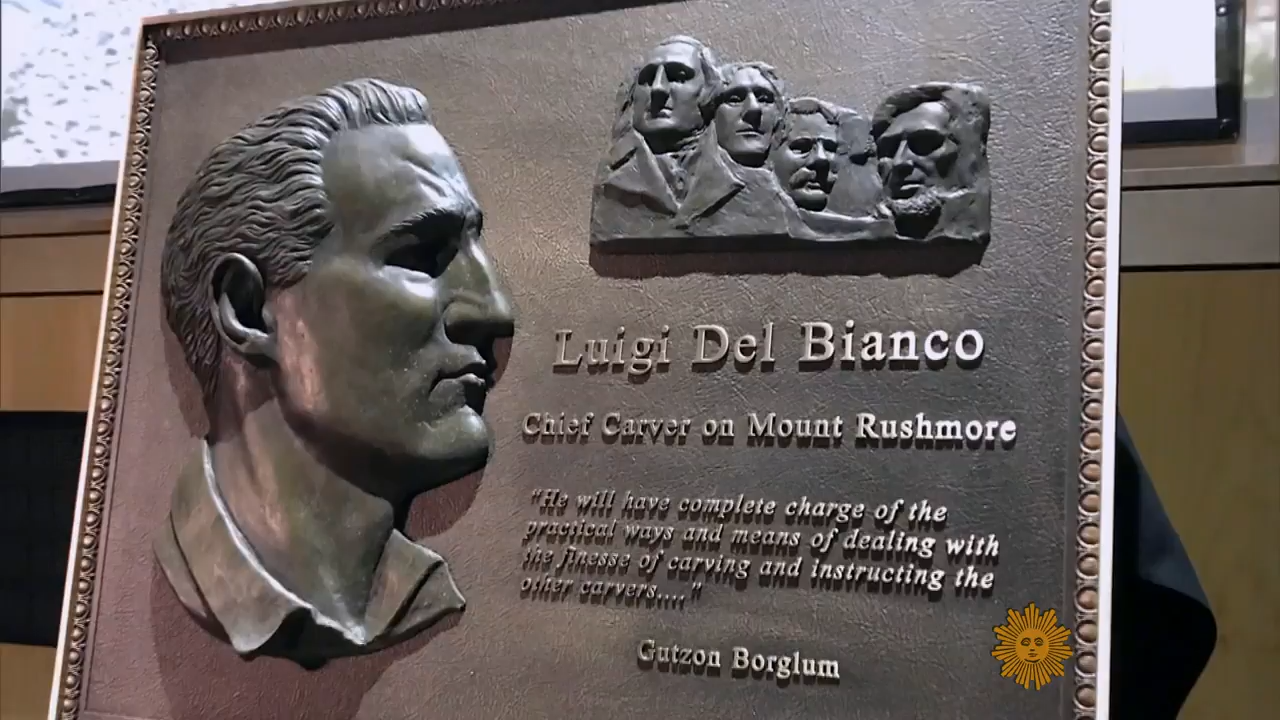 Luigi Del Bianco
Chief Carver on Mount Rushmore
"He will have complete charge of the
practical ways and means of dealing with
the finesse of carving and instructing the
other carvers...."
Gutzon Borglum